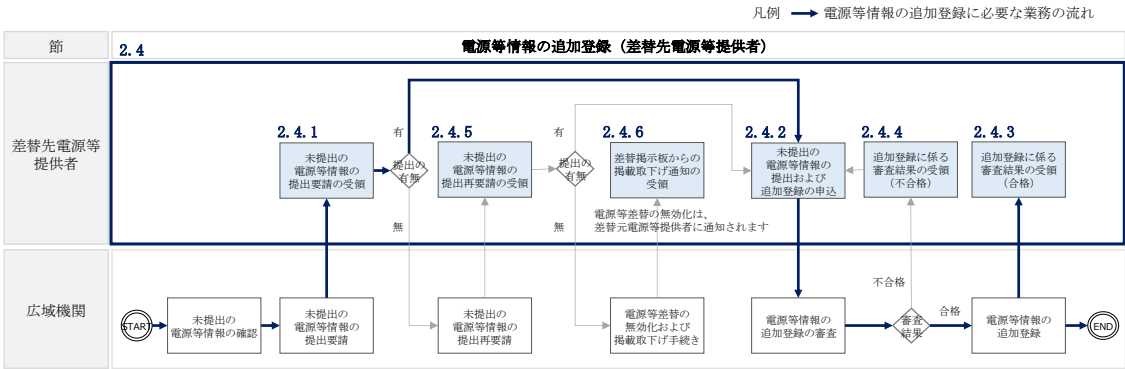 凡例 電源等情報の追加登録に必要な業務の流れ
節
2.4
電源等情報の追加登録（差替先電源等提供者）
差替先電源等
提供者
2.4.1
未提出の
電源等情報の
提出要請の受領
有
提出の
有無
無
2.4.5
未提出の
電源等情報の
提出再要請の受領
有
提出の
有無
無
2.4.6
差替掲示板からの
掲載取下げ通知の
受領
電源等差替の無効化は、
差替元電源等提供者に通知されます
2.4.2
未提出の
電源等情報の
提出および
追加登録の申込
2.4.4
追加登録に係る
審査結果の受領
（不合格）
2.4.3
追加登録に係る
審査結果の受領
（合格）
広域機関
START
未提出の
電源等情報の確認
未提出の
電源等情報の
提出要請
未提出の
電源等情報の
提出再要請
電源等差替の
無効化および
掲載取下げ手続き
電源等情報の
追加登録の審査
不合格
審査
結果
合格
電源等情報の
追加登録
END